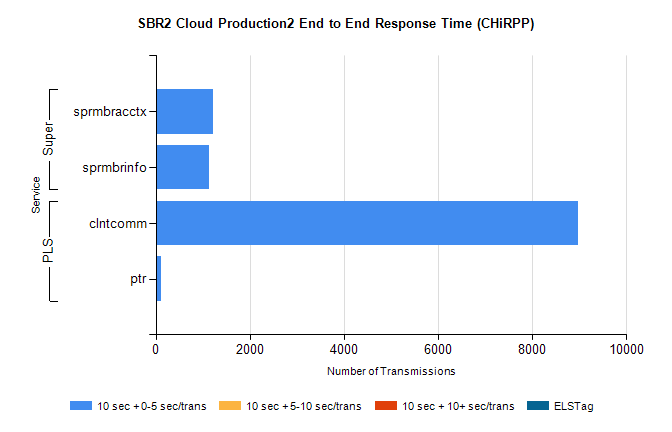 SBR2 Cloud Production2 End to End Response Time (CHiRPP)
Service
Super
sprmbracctx
sprmbrinfo
PLS
clntcomm
ptr
0 2000 4000 6000 8000 10000
Number of Transmissions
10 sec +0-5 sec/trans 10 sec +5-10 sec/trans 10 sec + 10+ sec/trans ELSTag